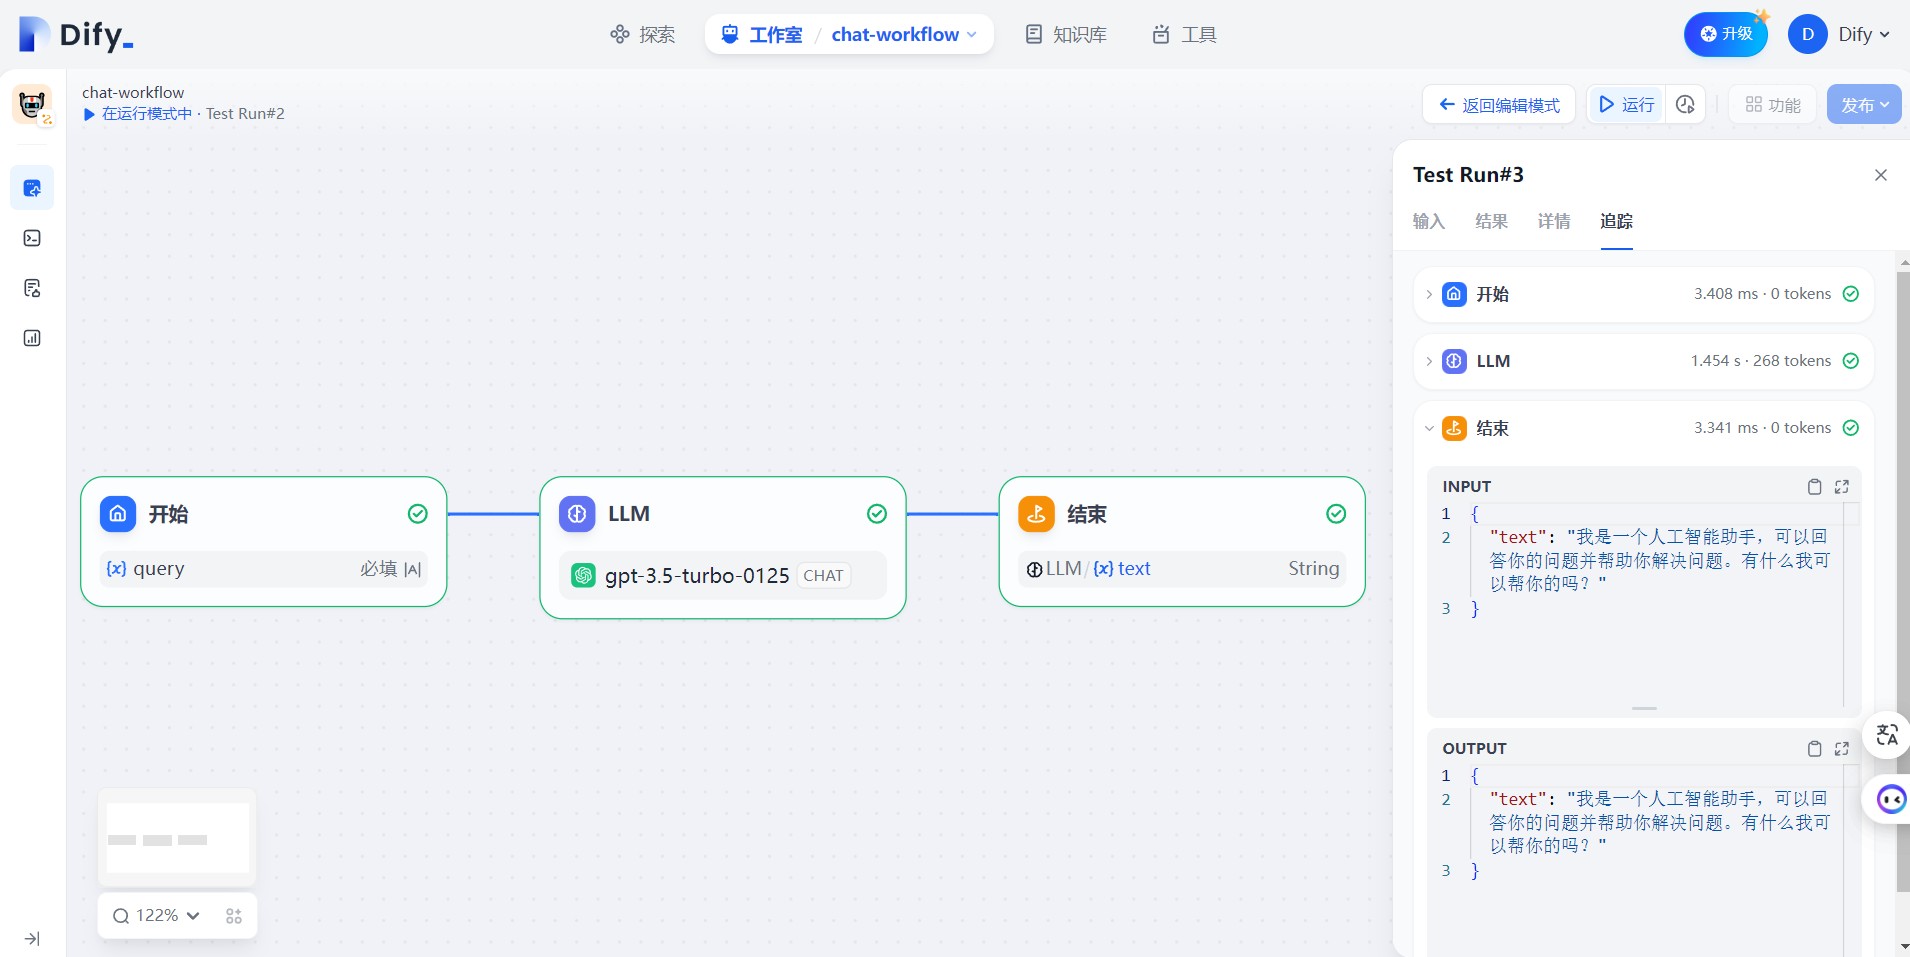 Dify_
探索
工作室 / chat-workflow
知识库
工具
升级
D
Dify
chat-workflow
在运行模式中 · Test Run#2
返回编辑模式
运行
功能
发布
开始
{x} query
必填
LLM
gpt-3.5-turbo-0125 CHAT
结束
LLM / {x} text
String
122%
Test Run#3
输入
结果
详情
追踪
开始
3.408 ms · 0 tokens
LLM
1.454 s · 268 tokens
结束
3.341 ms · 0 tokens
INPUT
1 {
2 "text": "我是一个人工智能助手，可以回
答你的问题并帮助你解决问题。有什么我可
以帮你的吗？"
3 }
OUTPUT
1 {
2 "text": "我是一个人工智能助手，可以回
答你的问题并帮助你解决问题。有什么我可
以帮你的吗？"
3 }